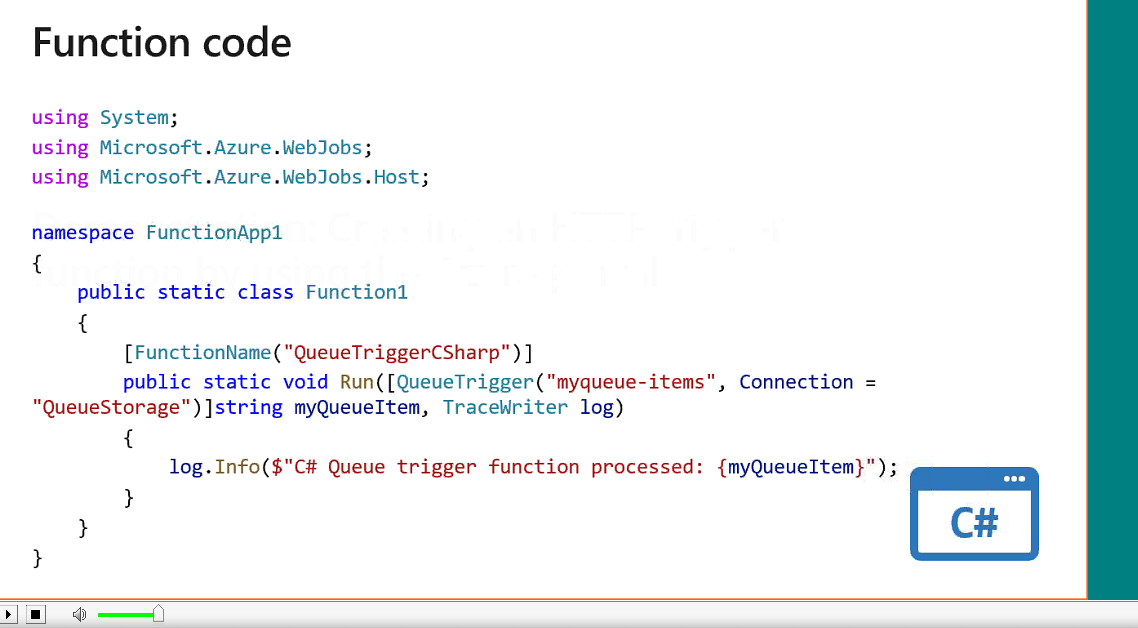 Function code
using System;
using Microsoft.Azure.WebJobs;
using Microsoft.Azure.WebJobs.Host;
namespace FunctionApp1
{
public static class Function1
{
[FunctionName("QueueTriggerCSharp")]
public static void Run([QueueTrigger("myqueue-items", Connection =
"QueueStorage")]string myQueueItem, TraceWriter log)
{
log.Info($"C# Queue trigger function processed: {myQueueItem}");
}
}
}
C#